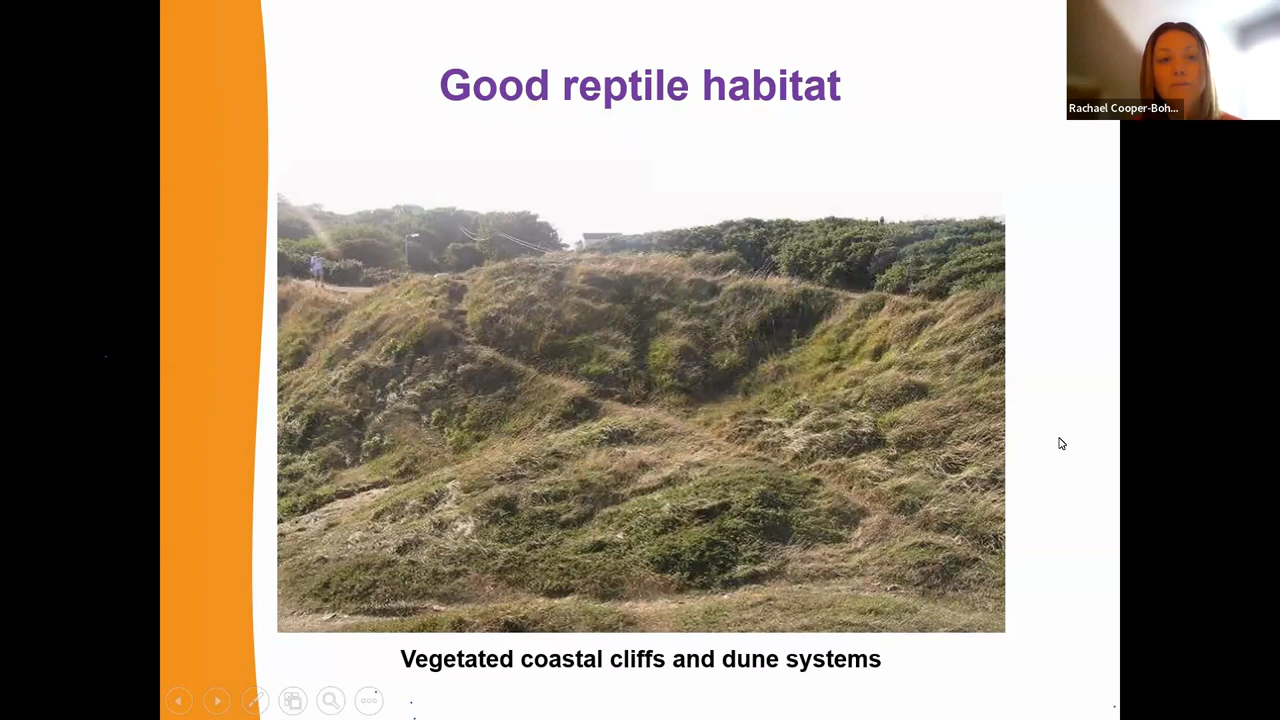 Good reptile habitat
Rachael Cooper-Boh...
Vegetated coastal cliffs and dune systems